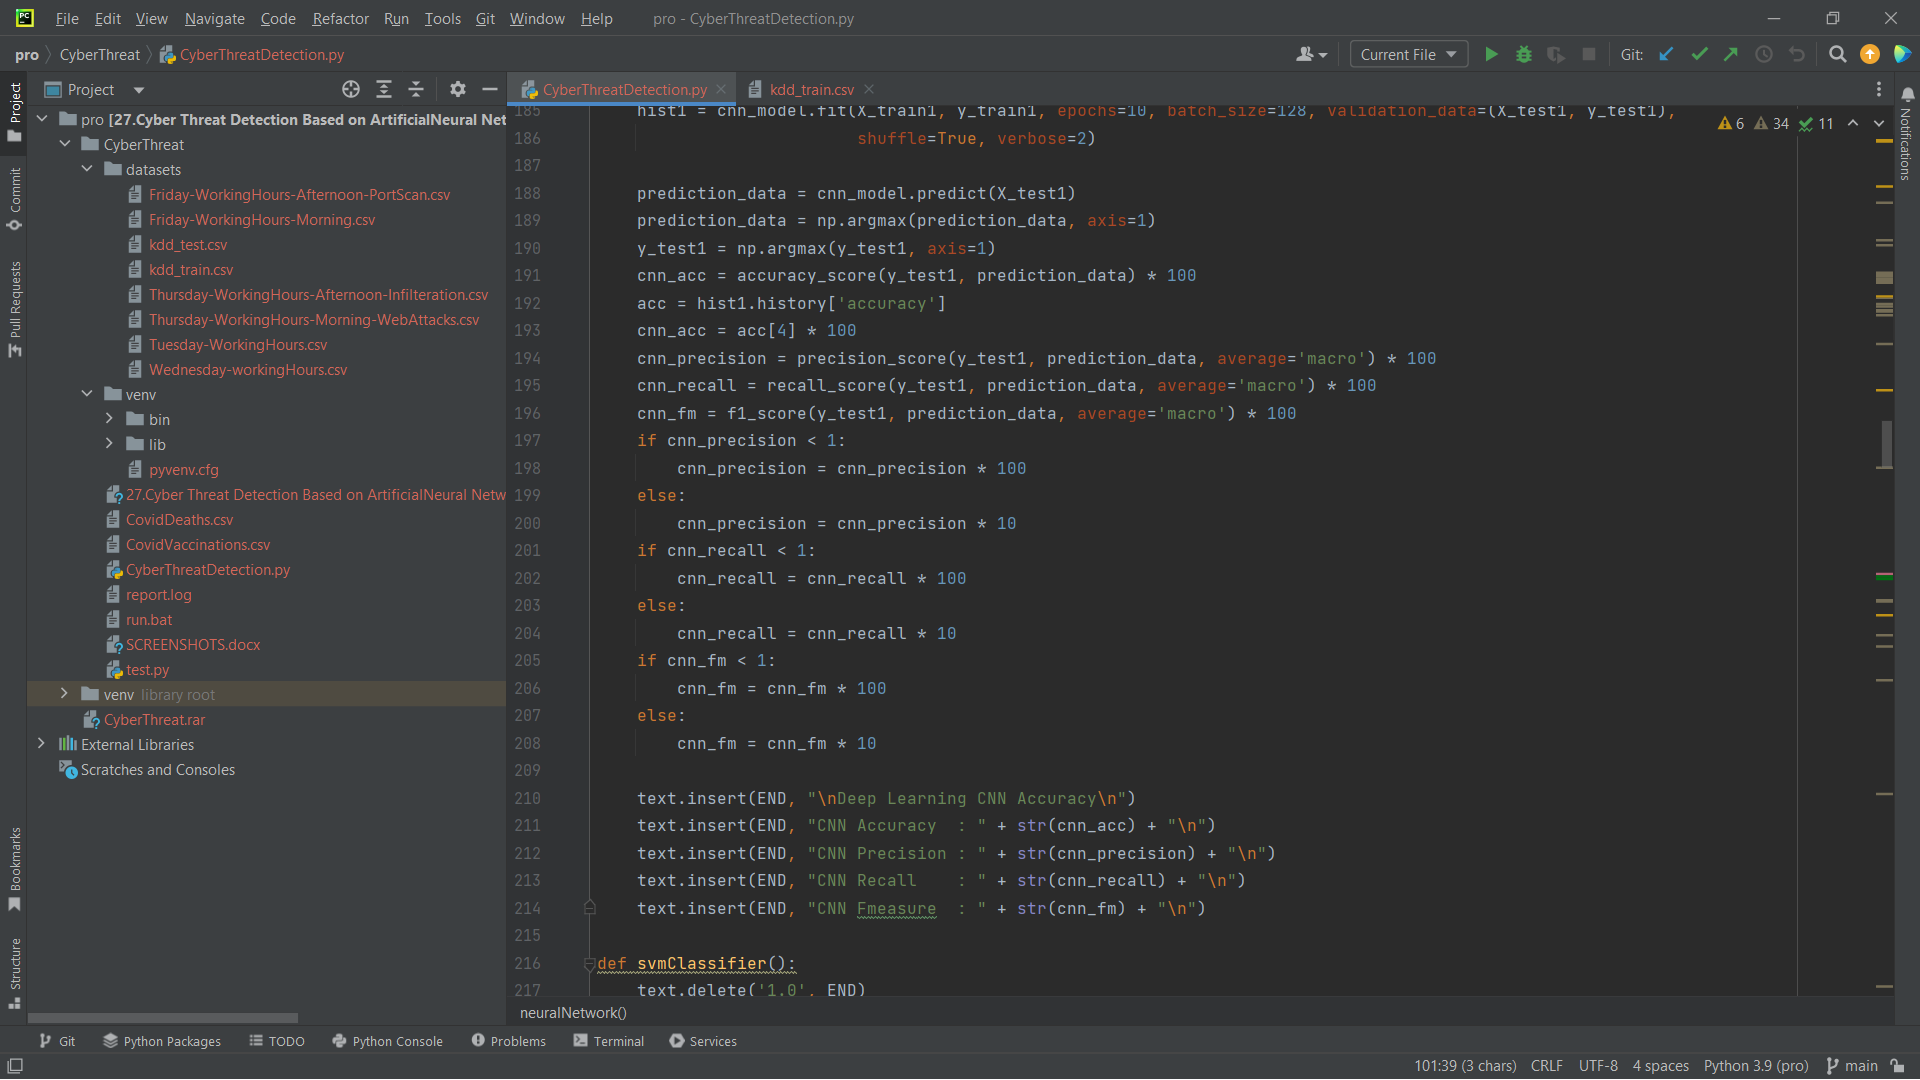 File Edit View Navigate Code Refactor Run Tools Git Window Help pro - CyberThreatDetection.py
pro CyberThreat CyberThreatDetection.py Current File Git:
Project
CyberThreatDetection.py kdd_train.csv
pro [27.Cyber Threat Detection Based on ArtificialNeural Net
CyberThreat
datasets
Friday-WorkingHours-Afternoon-PortScan.csv
Friday-WorkingHours-Morning.csv
kdd_test.csv
kdd_train.csv
Thursday-WorkingHours-Afternoon-Infilteration.csv
Thursday-WorkingHours-Morning-WebAttacks.csv
Tuesday-WorkingHours.csv
Wednesday-workingHours.csv
venv
bin
lib
pyvenv.cfg
27.Cyber Threat Detection Based on ArtificialNeural Netw
CovidDeaths.csv
CovidVaccinations.csv
CyberThreatDetection.py
report.log
run.bat
SCREENSHOTS.docx
test.py
venv library root
CyberThreat.rar
External Libraries
Scratches and Consoles
Project
Commit
Pull Requests
Bookmarks
Structure
Notifications
6 34 11
185 hist1 = cnn_model.fit(X_train1, y_train1, epochs=10, batch_size=128, validation_data=(X_test1, y_test1),
186 shuffle=True, verbose=2)
187
188 prediction_data = cnn_model.predict(X_test1)
189 prediction_data = np.argmax(prediction_data, axis=1)
190 y_test1 = np.argmax(y_test1, axis=1)
191 cnn_acc = accuracy_score(y_test1, prediction_data) * 100
192 acc = hist1.history['accuracy']
193 cnn_acc = acc[4] * 100
194 cnn_precision = precision_score(y_test1, prediction_data, average='macro') * 100
195 cnn_recall = recall_score(y_test1, prediction_data, average='macro') * 100
196 cnn_fm = f1_score(y_test1, prediction_data, average='macro') * 100
197 if cnn_precision < 1:
198 cnn_precision = cnn_precision * 100
199 else:
200 cnn_precision = cnn_precision * 10
201 if cnn_recall < 1:
202 cnn_recall = cnn_recall * 100
203 else:
204 cnn_recall = cnn_recall * 10
205 if cnn_fm < 1:
206 cnn_fm = cnn_fm * 100
207 else:
208 cnn_fm = cnn_fm * 10
209
210 text.insert(END, "\nDeep Learning CNN Accuracy\n")
211 text.insert(END, "CNN Accuracy  : " + str(cnn_acc) + "\n")
212 text.insert(END, "CNN Precision : " + str(cnn_precision) + "\n")
213 text.insert(END, "CNN Recall    : " + str(cnn_recall) + "\n")
214 text.insert(END, "CNN Fmeasure  : " + str(cnn_fm) + "\n")
215
216 def svmClassifier():
217 text.delete('1.0', END)
neuralNetwork()
Git Python Packages TODO Python Console Problems Terminal Services
101:39 (3 chars) CRLF UTF-8 4 spaces Python 3.9 (pro) main